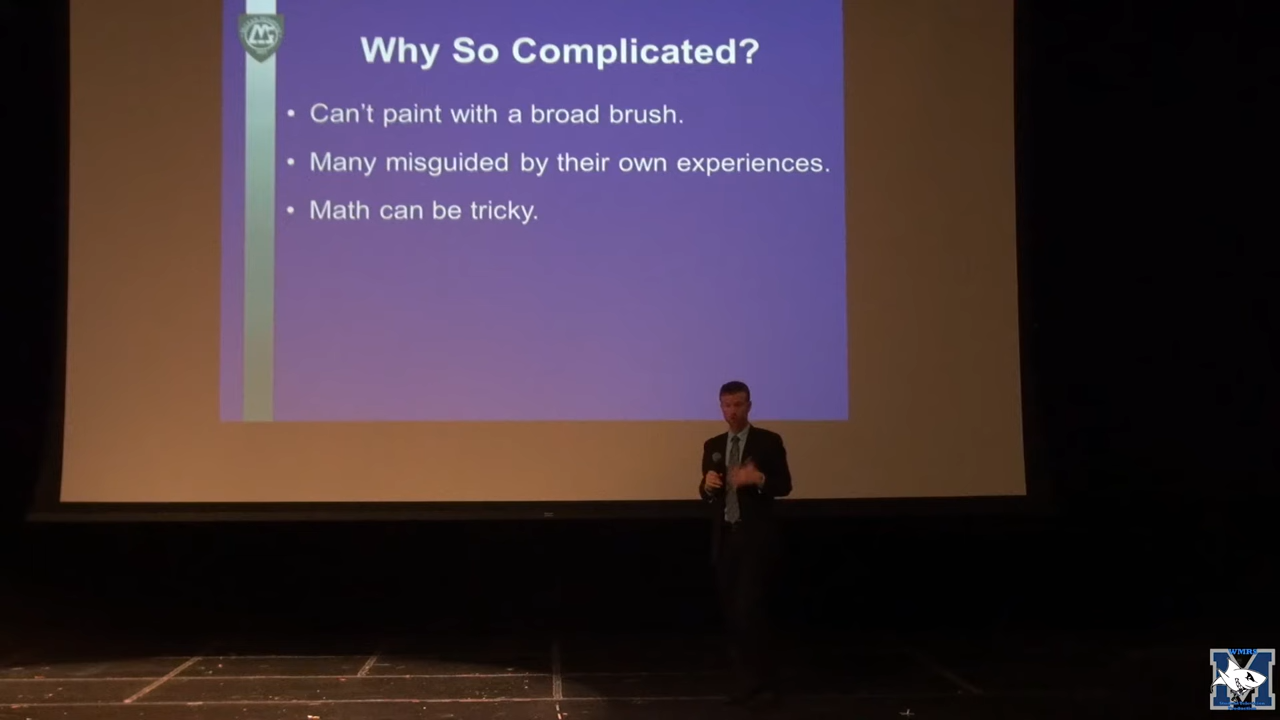 Why So Complicated?
• Can't paint with a broad brush.
• Many misguided by their own experiences.
• Math can be tricky.
WMRS